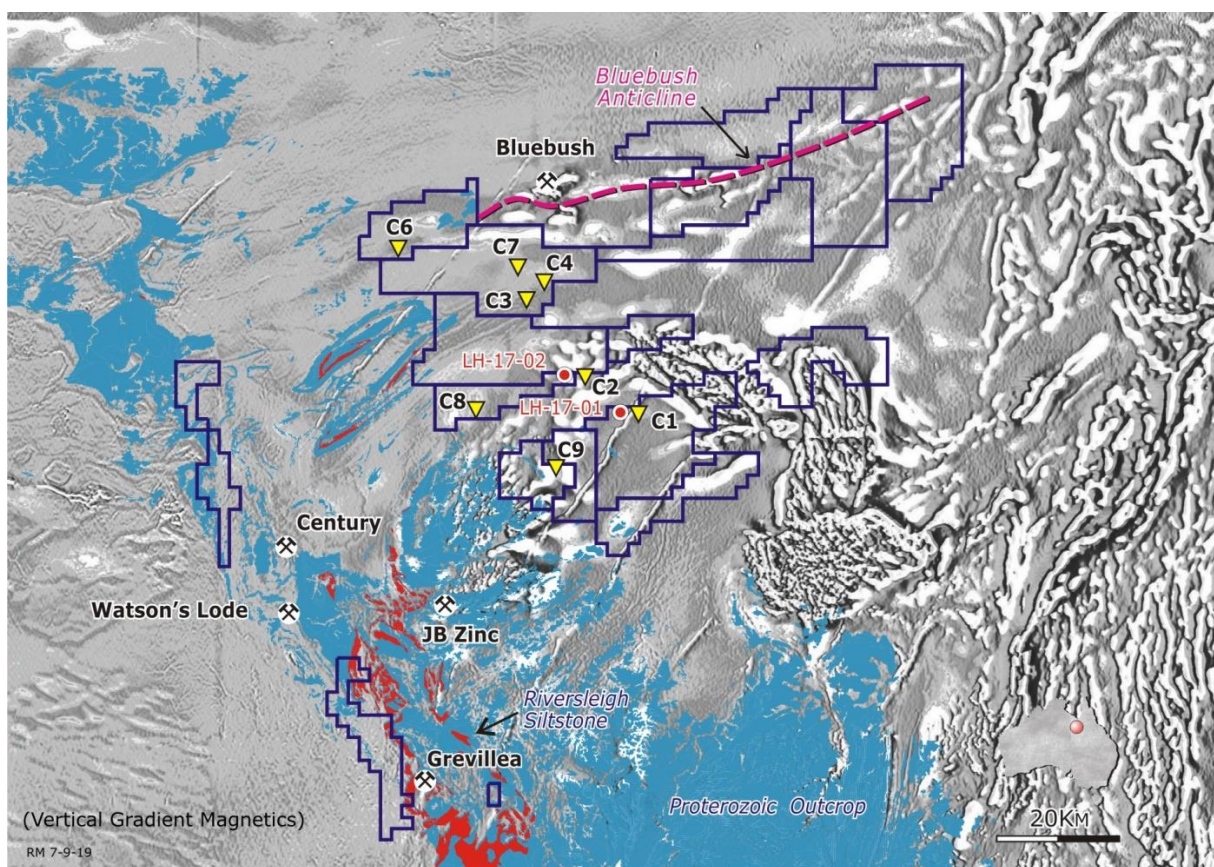 Bluebush
Anticline
Bluebush
C6
C7
C4
C3
LH-17-02
C2
C8
LH-17-01
C1
C9
Century
Watson's Lode
JB Zinc
Riversleigh
Siltstone
Grevillea
Proterozoic Outcrop
20KM
(Vertical Gradient Magnetics)
RM 7-9-19